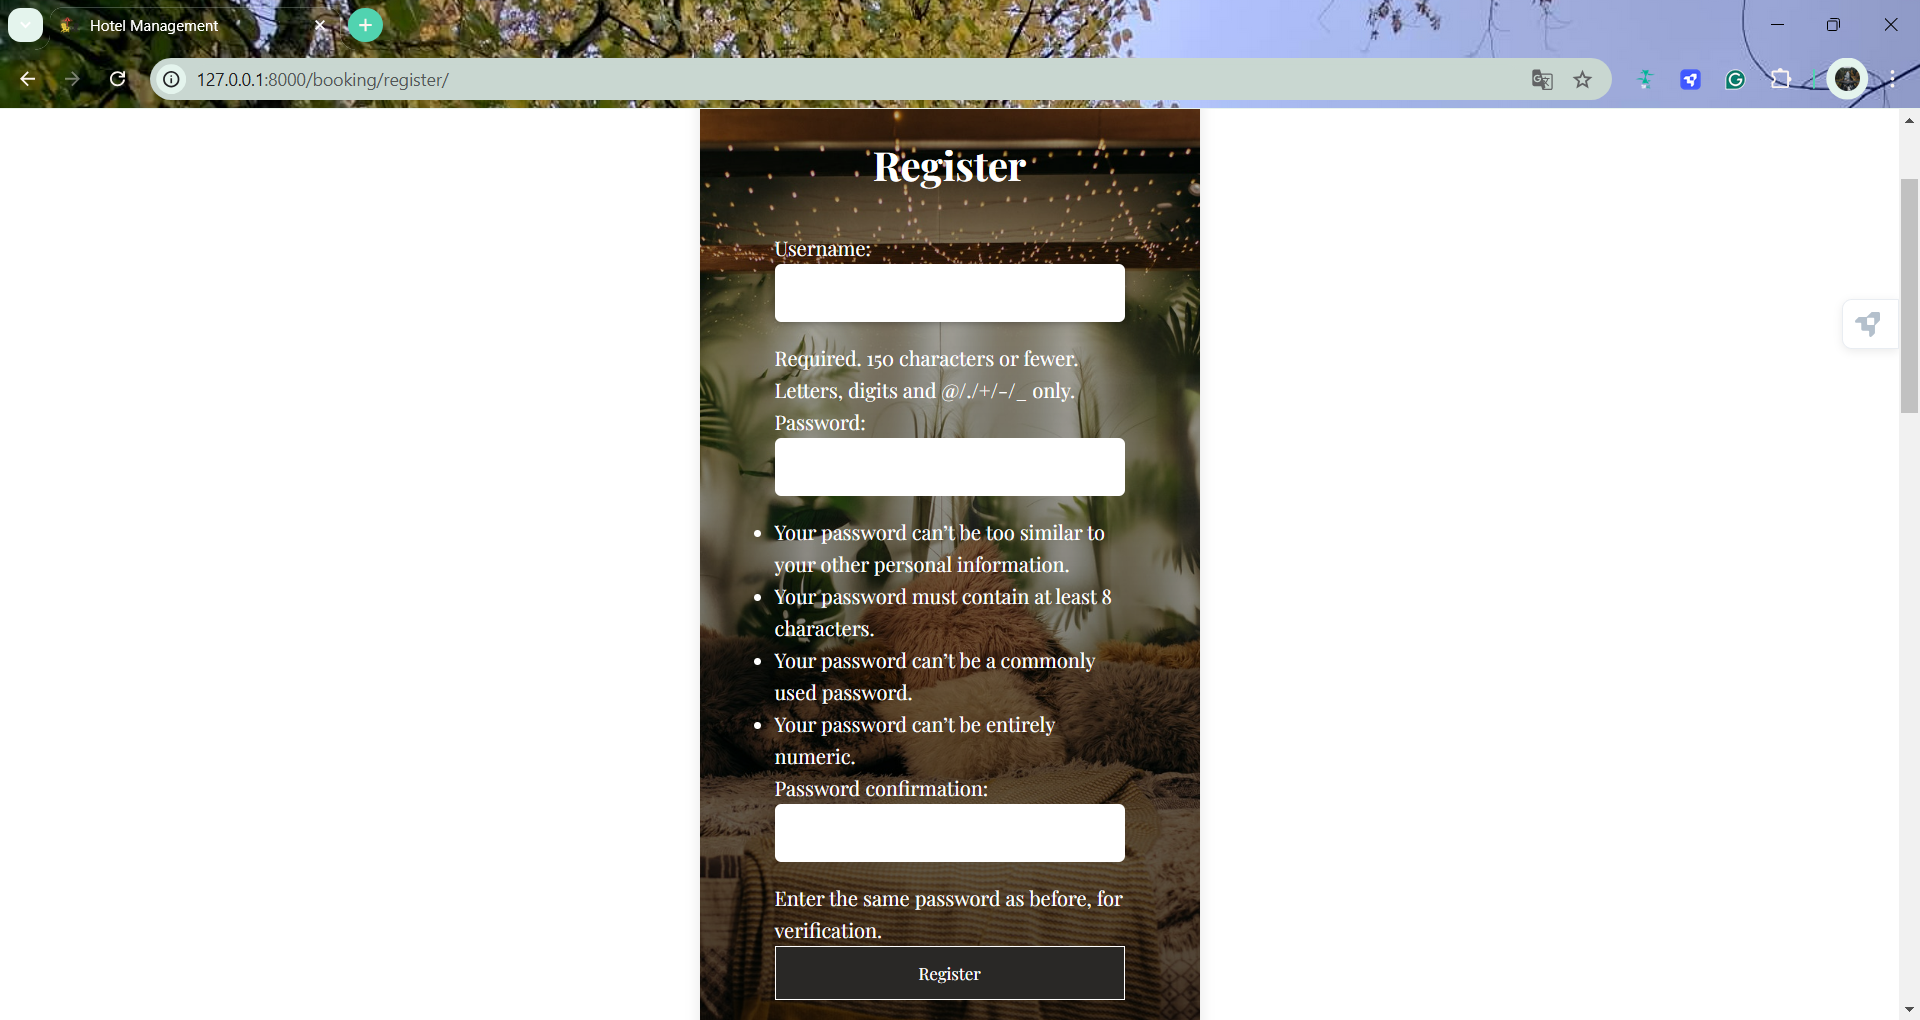 Hotel Management
127.0.0.1:8000/booking/register/
Register
Username:
Required. 150 characters or fewer.
Letters, digits and @/./+/-/_ only.
Password:
• Your password can’t be too similar to
your other personal information.
• Your password must contain at least 8
characters.
• Your password can’t be a commonly
used password.
• Your password can’t be entirely
numeric.
Password confirmation:
Enter the same password as before, for
verification.
Register